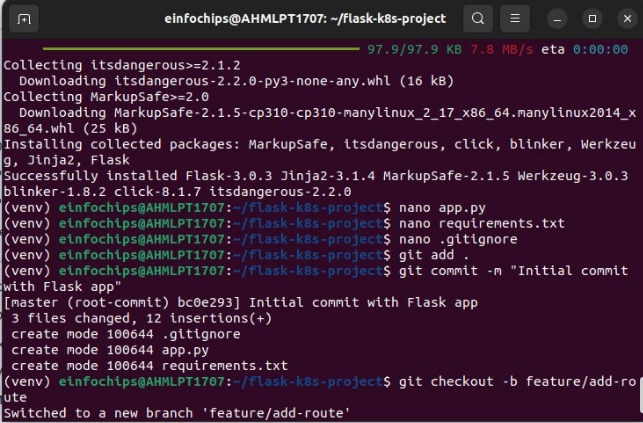 einfochips@AHMLPT1707: ~/flask-k8s-project
97.9/97.9 KB 7.8 MB/s eta 0:00:00
Collecting itsdangerous>=2.1.2
  Downloading itsdangerous-2.2.0-py3-none-any.whl (16 kB)
Collecting MarkupSafe>=2.0
  Downloading MarkupSafe-2.1.5-cp310-cp310-manylinux_2_17_x86_64.manylinux2014_x
86_64.whl (25 kB)
Installing collected packages: MarkupSafe, itsdangerous, click, blinker, Werkzeu
g, Jinja2, Flask
Successfully installed Flask-3.0.3 Jinja2-3.1.4 MarkupSafe-2.1.5 Werkzeug-3.0.3
blinker-1.8.2 click-8.1.7 itsdangerous-2.2.0
(venv) einfochips@AHMLPT1707:~/flask-k8s-project$ nano app.py
(venv) einfochips@AHMLPT1707:~/flask-k8s-project$ nano requirements.txt
(venv) einfochips@AHMLPT1707:~/flask-k8s-project$ nano .gitignore
(venv) einfochips@AHMLPT1707:~/flask-k8s-project$ git add .
(venv) einfochips@AHMLPT1707:~/flask-k8s-project$ git commit -m "Initial commit
with Flask app"
[master (root-commit) bc0e293] Initial commit with Flask app
 3 files changed, 12 insertions(+)
 create mode 100644 .gitignore
 create mode 100644 app.py
 create mode 100644 requirements.txt
(venv) einfochips@AHMLPT1707:~/flask-k8s-project$ git checkout -b feature/add-ro
ute
Switched to a new branch 'feature/add-route'